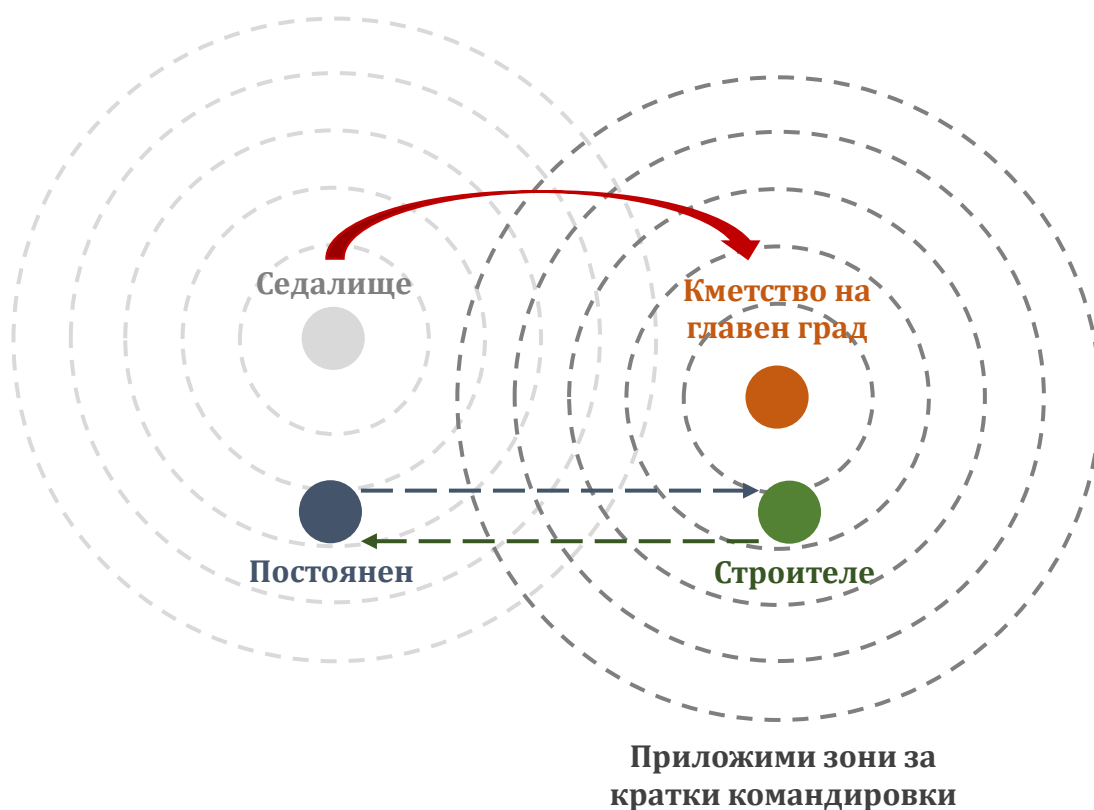 Седалище
Кметство на
главен град
Постоянен
Строителе
Приложими зони за
кратки командировки